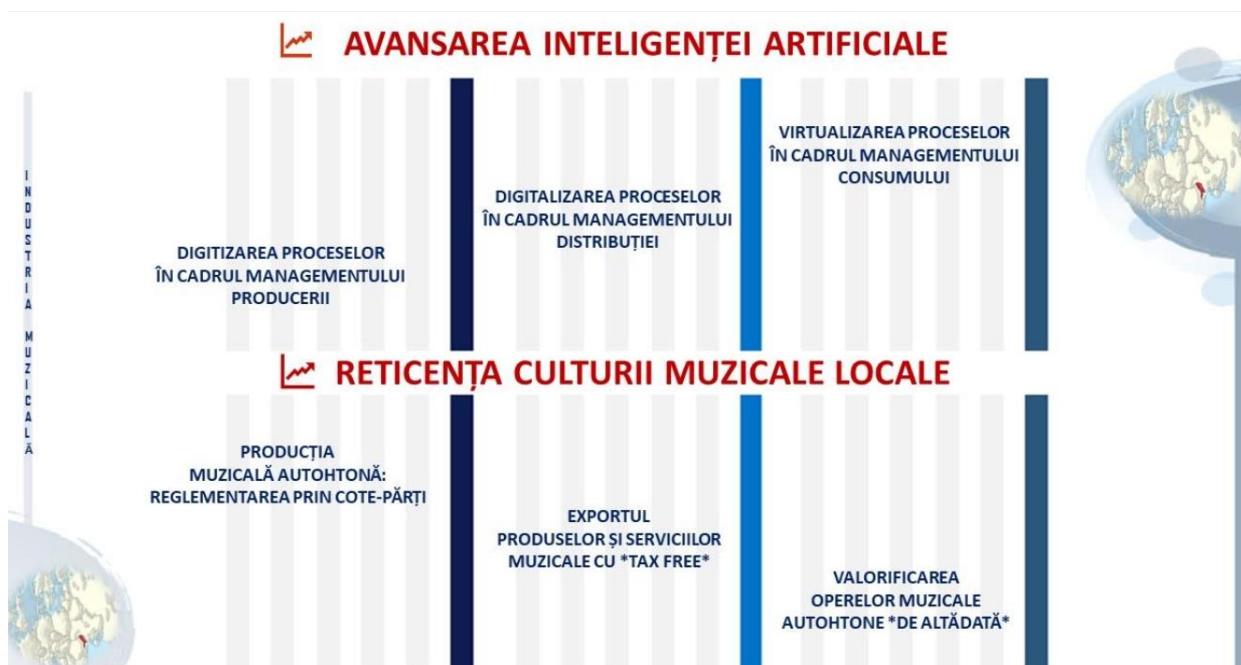 AVANSAREA INTELIGENȚEI ARTIFICIALE
INDUSTRIA MUZICALĂ
DIGITIZAREA PROCESELOR
ÎN CADRUL MANAGEMENTULUI
PRODUCERII
DIGITALIZAREA PROCESELOR
ÎN CADRUL MANAGEMENTULUI
DISTRIBUȚIEI
VIRTUALIZAREA PROCESELOR
ÎN CADRUL MANAGEMENTULUI
CONSUMULUI
RETICENȚA CULTURII MUZICALE LOCALE
PRODUCȚIA
MUZICALĂ AUTOHTONĂ:
REGLEMENTAREA PRIN COTE-PĂRȚI
EXPORTUL
PRODUSELOR ȘI SERVICIILOR
MUZICALE CU *TAX FREE*
VALORIFICAREA
OPERELOR MUZICALE
AUTOHTONE *DE ALTĂDATĂ*